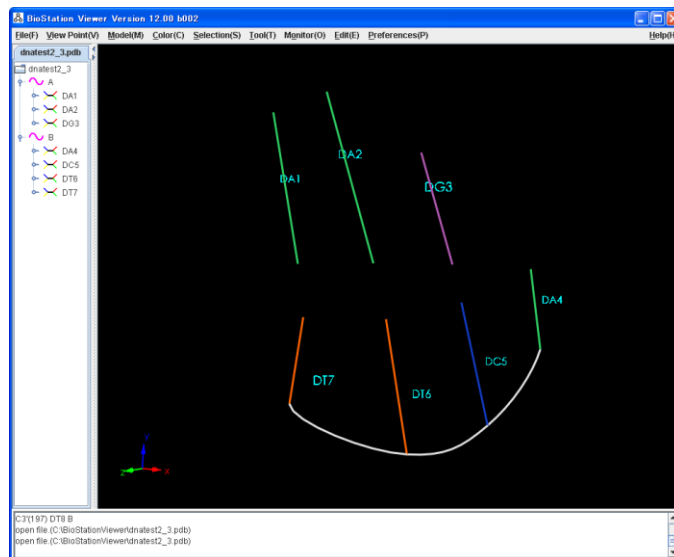 BioStation Viewer Version 12.00 b002
File(F) View Point(V) Model(M) Color(C) Selection(S) Tool(T) Monitor(O) Edit(E) Preferences(P) Help(H
dnatest2_3.pdb
dnatest2_3
A
DA1
DA2
DG3
B
DA4
DC5
DT6
DT7
DA2
DA1
DG3
DA4
DC5
DT7
DT6
Y
Z
X
C3'(197) DT8 B
open file.(C:\BioStationViewer\dnatest2_3.pdb)
open file.(C:\BioStationViewer\dnatest2_3.pdb)